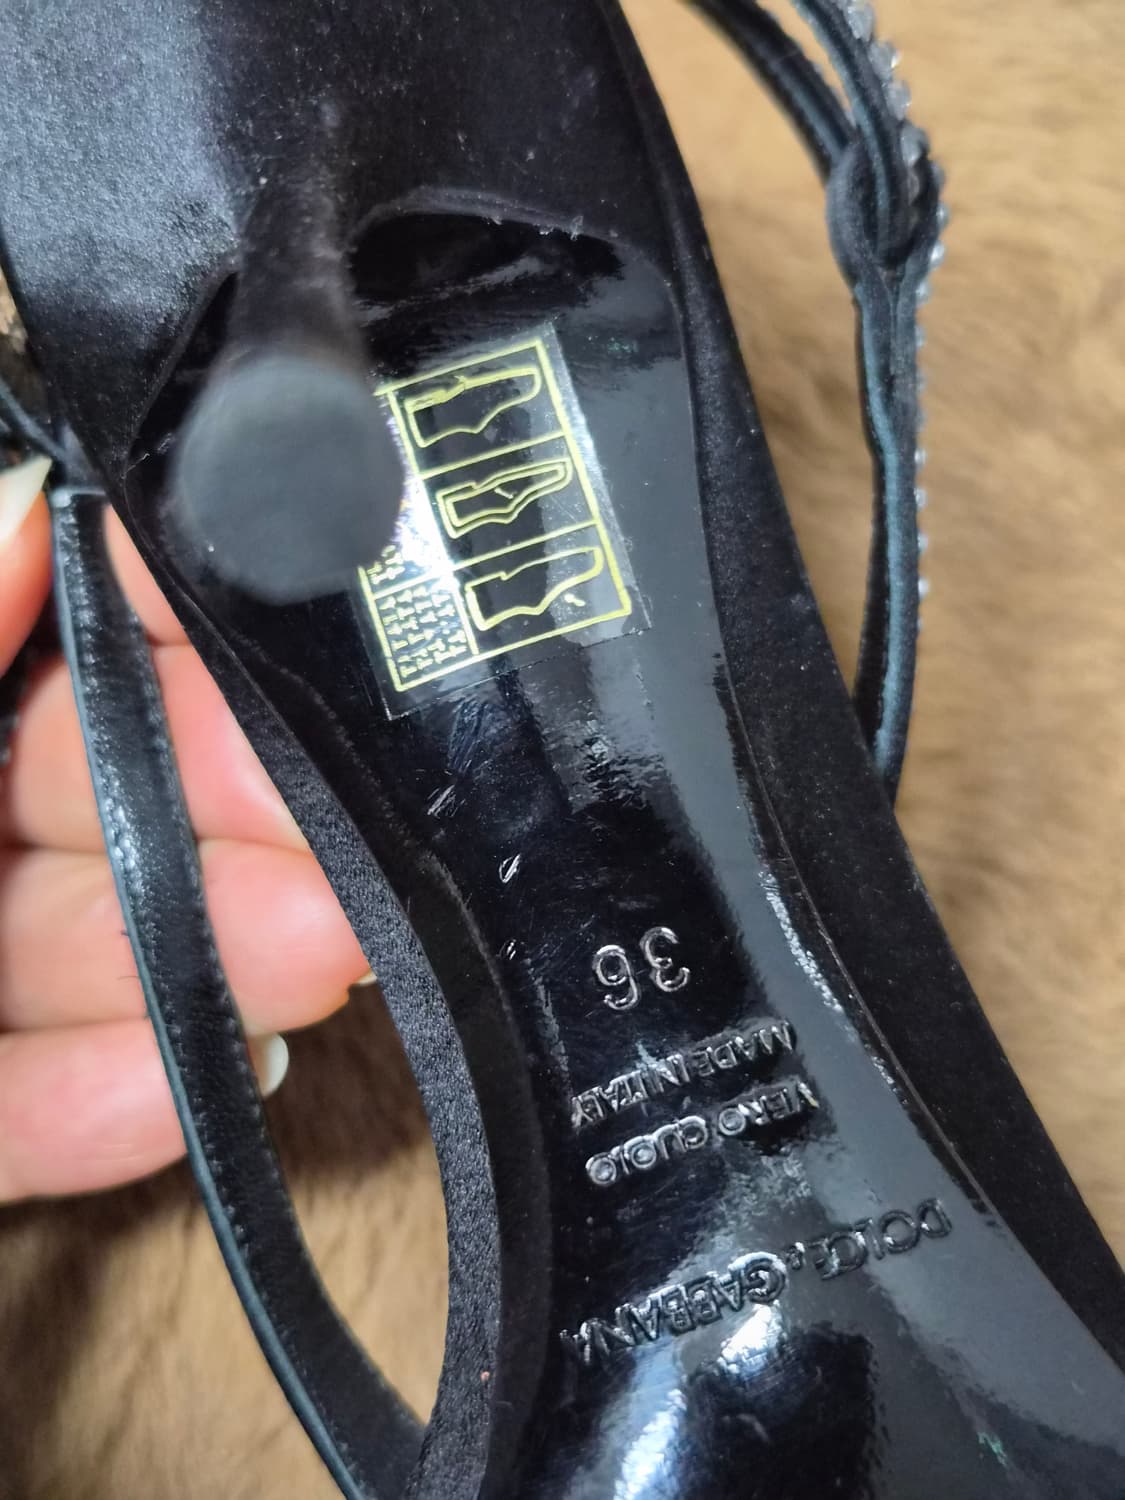 DOLCE & GABBANA
VERO CUOIO
MADE IN ITALY
36